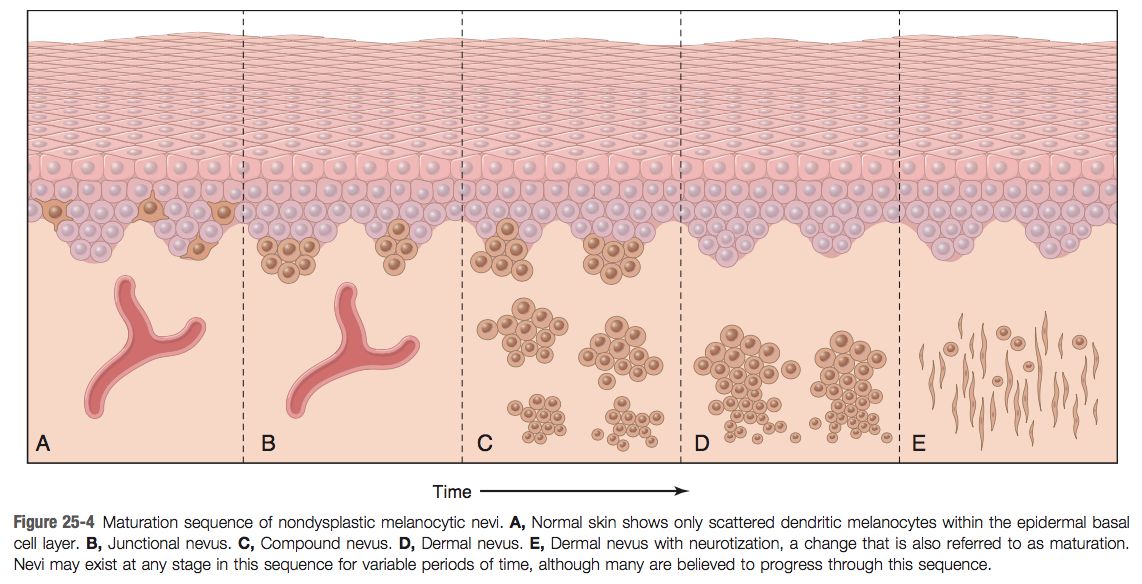 A
B
C
D
E
Time
Figure 25-4 Maturation sequence of nondysplastic melanocytic nevi. A, Normal skin shows only scattered dendritic melanocytes within the epidermal basal
cell layer. B, Junctional nevus. C, Compound nevus. D, Dermal nevus. E, Dermal nevus with neurotization, a change that is also referred to as maturation.
Nevi may exist at any stage in this sequence for variable periods of time, although many are believed to progress through this sequence.